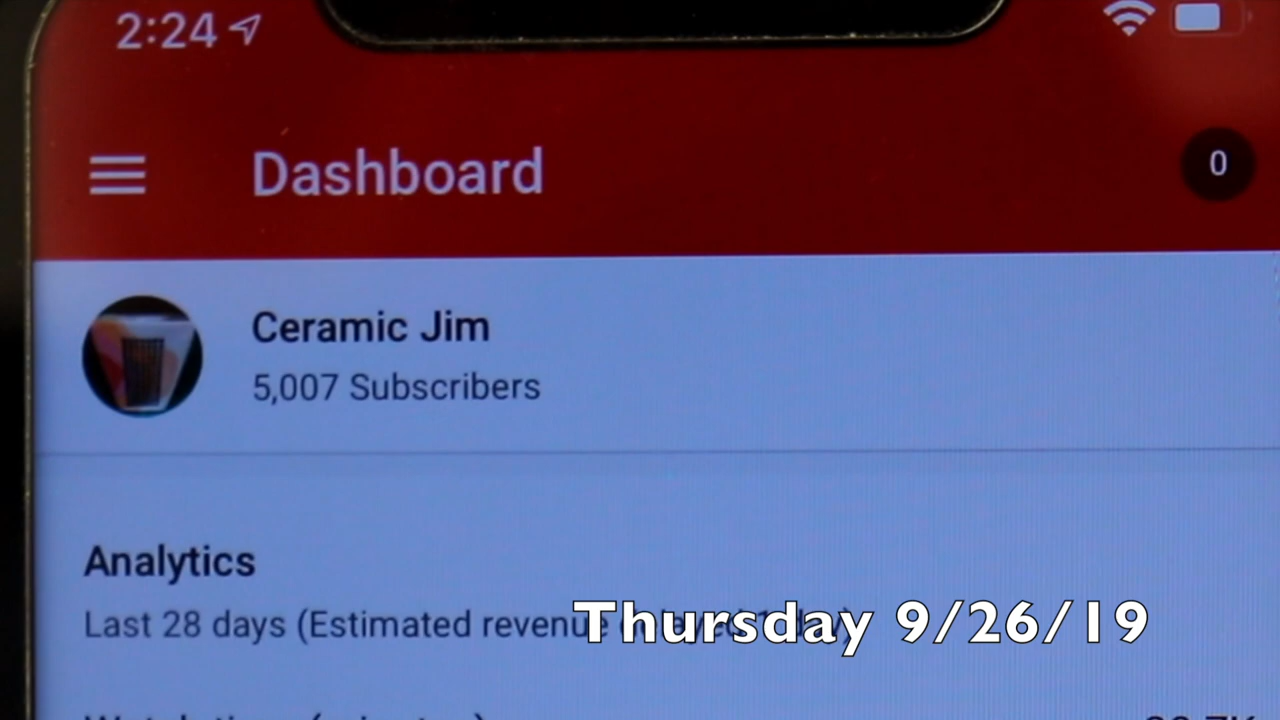 2:24
Dashboard
0
Ceramic Jim
5,007 Subscribers
Analytics
Last 28 days (Estimated revenue
Thursday 9/26/19